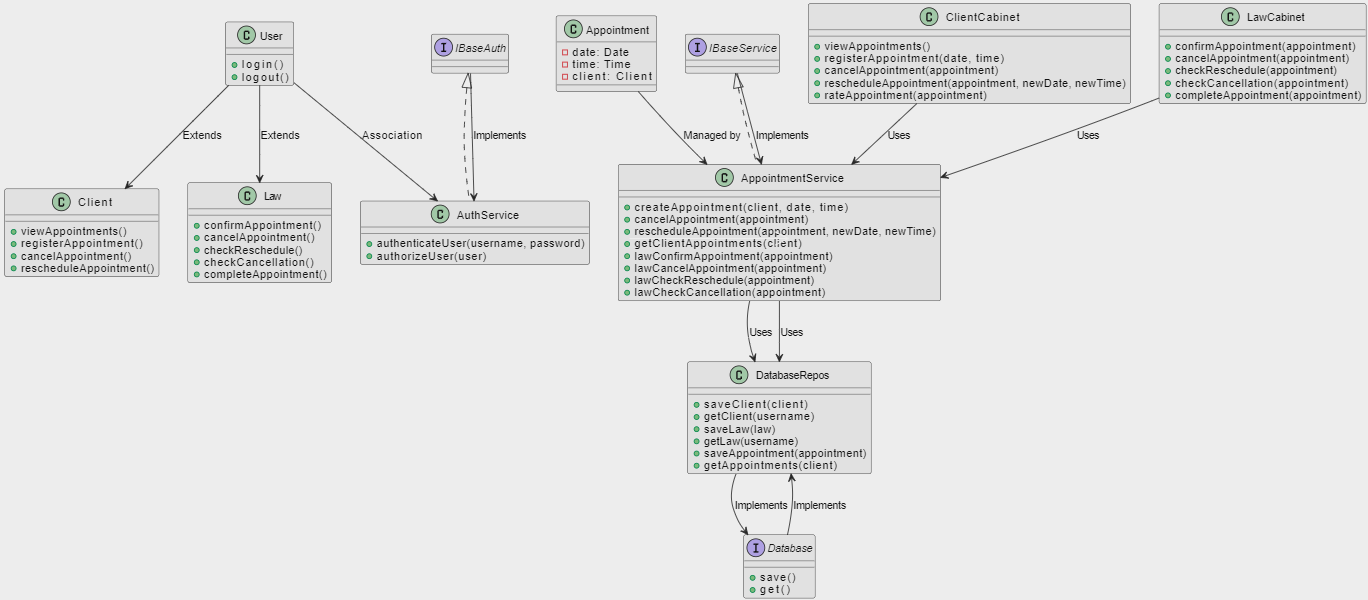 C User
login()
logout()
I IBaseAuth
C Appointment
date: Date
time: Time
client: Client
I IBaseService
C ClientCabinet
viewAppointments()
registerAppointment(date, time)
cancelAppointment(appointment)
rescheduleAppointment(appointment, newDate, newTime)
rateAppointment(appointment)
C LawCabinet
confirmAppointment(appointment)
cancelAppointment(appointment)
checkReschedule(appointment)
checkCancellation(appointment)
completeAppointment(appointment)
Extends
Extends
Association
Implements
Managed by
Implements
Uses
Uses
C Client
viewAppointments()
registerAppointment()
cancelAppointment()
rescheduleAppointment()
C Law
confirmAppointment()
cancelAppointment()
checkReschedule()
checkCancellation()
completeAppointment()
C AuthService
authenticateUser(username, password)
authorizeUser(user)
C AppointmentService
createAppointment(client, date, time)
cancelAppointment(appointment)
rescheduleAppointment(appointment, newDate, newTime)
getClientAppointments(client)
lawConfirmAppointment(appointment)
lawCancelAppointment(appointment)
lawCheckReschedule(appointment)
lawCheckCancellation(appointment)
Uses
Uses
C DatabaseRepos
saveClient(client)
getClient(username)
saveLaw(law)
getLaw(username)
saveAppointment(appointment)
getAppointments(client)
Implements
Implements
I Database
save()
get()